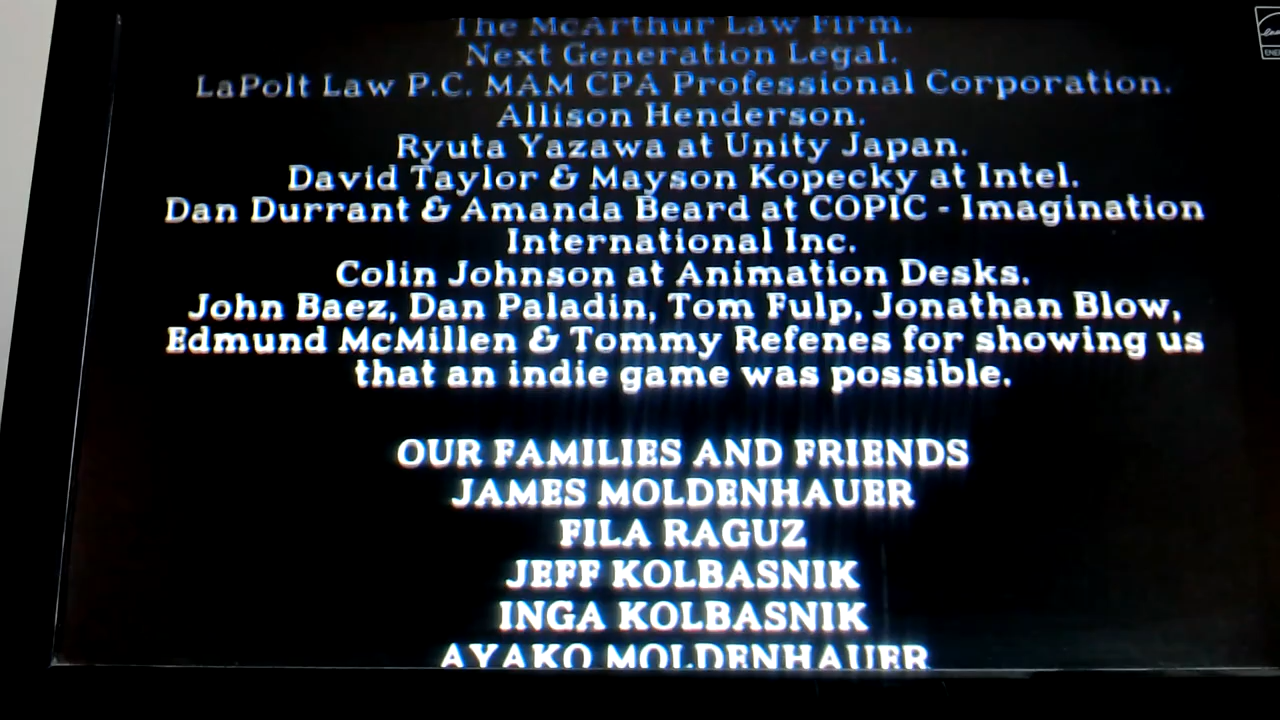 The McArthur Law Firm.
Next Generation Legal.
LaPolt Law P.C. MAM CPA Professional Corporation.
Allison Henderson.
Ryuta Yazawa at Unity Japan.
David Taylor & Mayson Kopecky at Intel.
Dan Durrant & Amanda Beard at COPIC - Imagination
International Inc.
Colin Johnson at Animation Desks.
John Baez, Dan Paladin, Tom Fulp, Jonathan Blow,
Edmund McMillen & Tommy Refenes for showing us
that an indie game was possible.
OUR FAMILIES AND FRIENDS
JAMES MOLDENHAUER
FILA RAGUZ
JEFF KOLBASNIK
INGA KOLBASNIK
AYAKO MOLDENHAUER